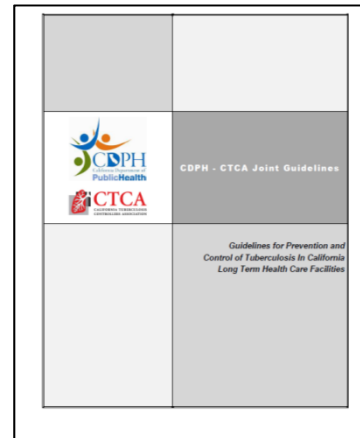 CDPH
California Department of
PublicHealth
CTCA
CALIFORNIA TUBERCULOSIS
CONTROLLERS ASSOCIATION
CDPH - CTCA Joint Guidelines
Guidelines for Prevention and
Control of Tuberculosis In California
Long Term Health Care Facilities